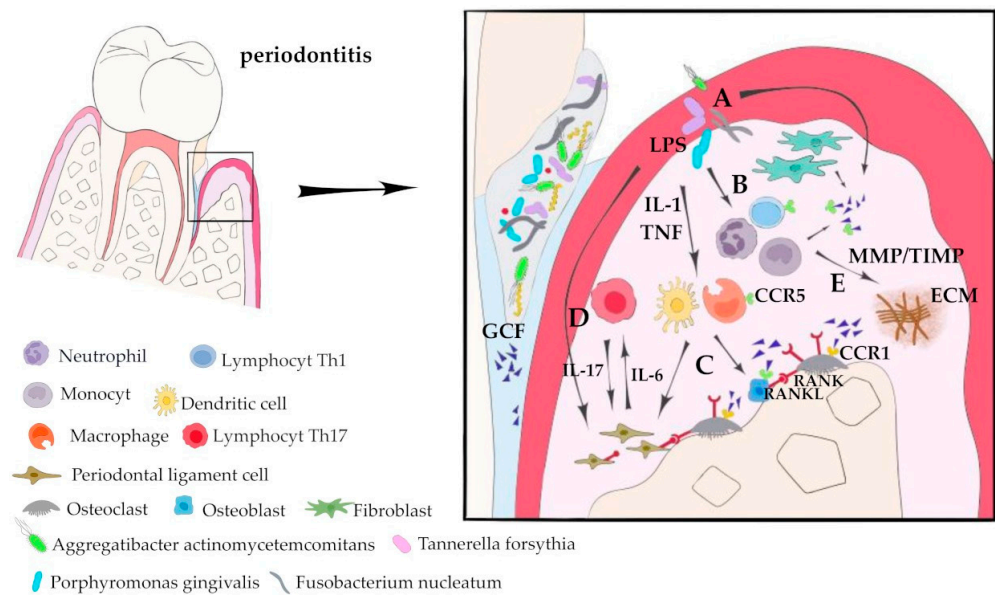 periodontitis
A
LPS
B
IL-1
TNF
MMP/TIMP
E
ECM
CCR5
D
GCF
C
CCR1
IL-17
IL-6
RANK
RANKL
Neutrophil
Lymphocyt Th1
Monocyt
Dendritic cell
Macrophage
Lymphocyt Th17
Periodontal ligament cell
Osteoclast
Osteoblast
Fibroblast
Aggregatibacter actinomycetemcomitans
Tannerella forsythia
Porphyromonas gingivalis
Fusobacterium nucleatum